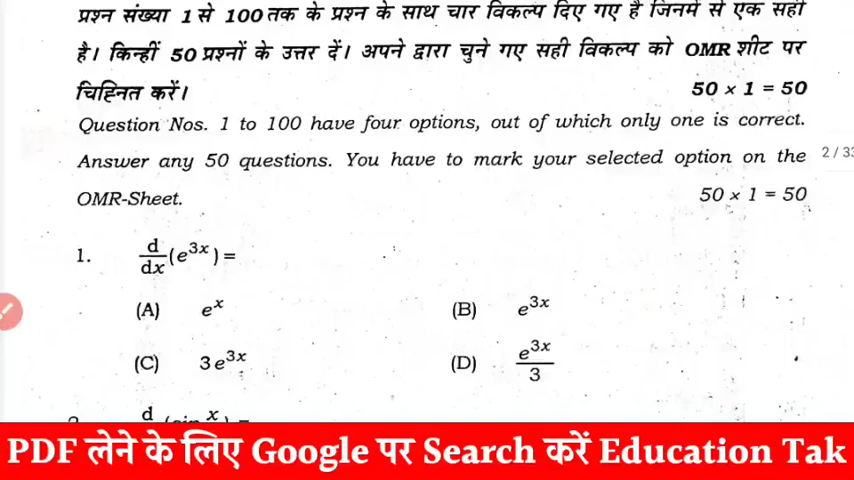 प्रश्न संख्या 1 से 100 तक के प्रश्न के साथ चार विकल्प दिए गए हैं जिनमें से एक सही
है। किन्हीं 50 प्रश्नों के उत्तर दें। अपने द्वारा चुने गए सही विकल्प को OMR शीट पर
चिह्नित करें। 50 × 1 = 50
Question Nos. 1 to 100 have four options, out of which only one is correct.
Answer any 50 questions. You have to mark your selected option on the
OMR-Sheet. 50 × 1 = 50
2 / 33
1. d/dx (e^3x) =
(A) e^x (B) e^3x
(C) 3 e^3x (D) e^3x/3
PDF लेने के लिए Google पर Search करें Education Tak